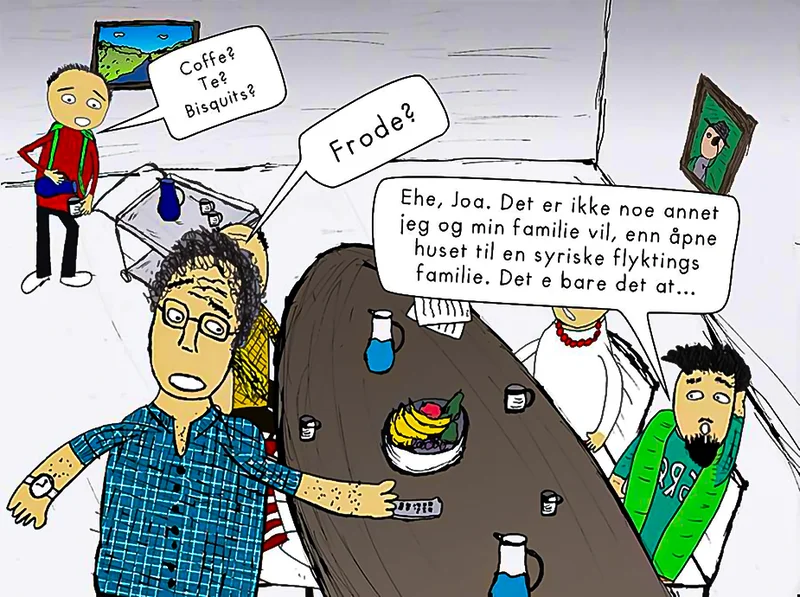 Coffe?
Te?
Bisquits?
Frode?
Ehe, Joa. Det er ikke noe annet
jeg og min familie vil, enn åpne
huset til en syriske flyktings
familie. Det e bare det at...